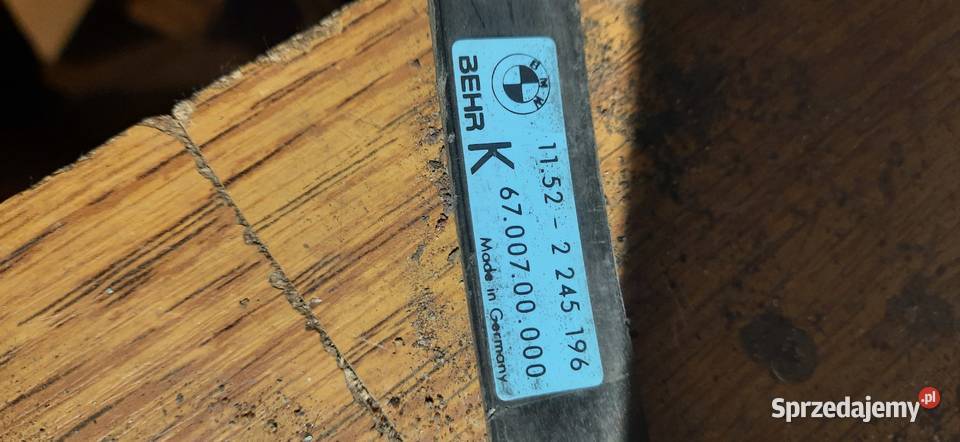 BMW
11.52 - 2 245 196
BEHR K 67.007.00.000
Made in Germany
Sprzedajemy.pl